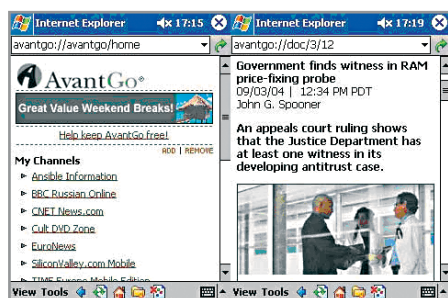 Internet Explorer 17:15
avantgo://avantgo/home
AvantGo®
Great Value Weekend Breaks!
Help keep AvantGo free!
ADD | REMOVE
My Channels
Ansible Information
BBC Russian Online
CNET News.com
Cult DVD Zone
EuroNews
SiliconValley.com Mobile
TIME Europe Mobile Edition
View Tools
Internet Explorer 17:19
avantgo://doc/3/12
Government finds witness in RAM
price-fixing probe
09/03/04 | 12:34 PM PDT
John G. Spooner
An appeals court ruling shows
that the Justice Department has
at least one witness in its
developing antitrust case.
View Tools